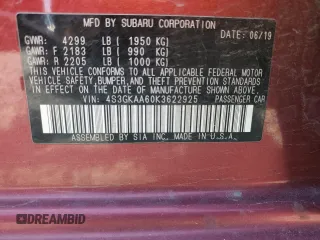 MFD BY SUBARU CORPORATION
GVWR: 4299 LB ( 1950 KG) DATE: 06/19
GAWR: F 2183 LB ( 990 KG)
GAWR: R 2205 LB ( 1000 KG)
THIS VEHICLE CONFORMS TO ALL APPLICABLE FEDERAL MOTOR
VEHICLE SAFETY, BUMPER, AND THEFT PREVENTION STANDARDS
IN EFFECT ON THE DATE OF MANUFACTURE SHOWN ABOVE.
VIN: 4S3GKAA60K3622925 PASSENGER CAR
ASSEMBLED BY SIA INC. MADE IN U.S.A.
DREAMBID